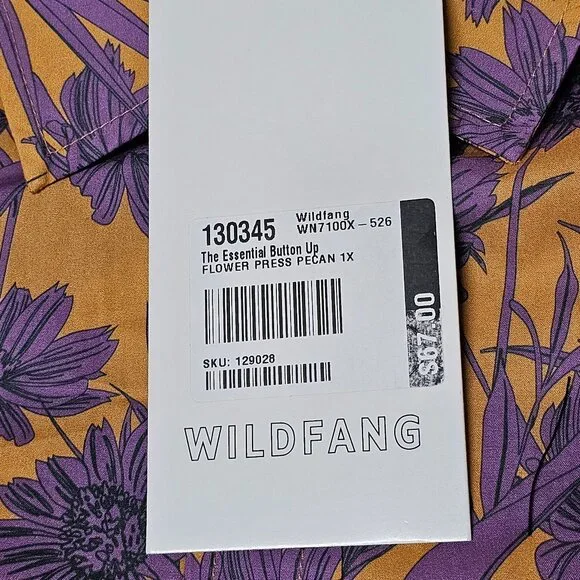 130345 Wildfang
WN7100X-526
The Essential Button Up
FLOWER PRESS PECAN 1X
SKU: 129028
$67.00
WILDFANG